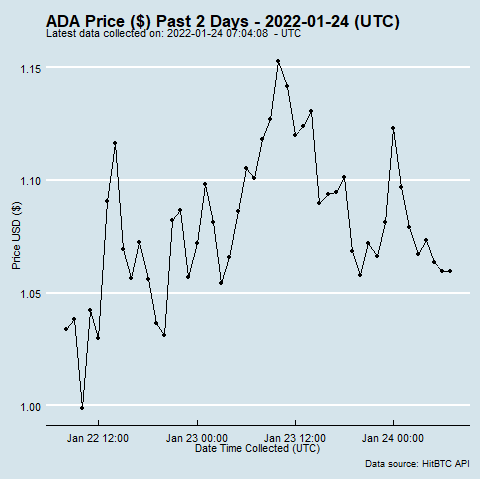 ADA Price ($) Past 2 Days - 2022-01-24 (UTC)
Latest data collected on: 2022-01-24 07:04:08  - UTC
1.15
1.10
1.05
1.00
Price USD ($)
Jan 22 12:00
Jan 23 00:00
Jan 23 12:00
Jan 24 00:00
Date Time Collected (UTC)
Data source: HitBTC API